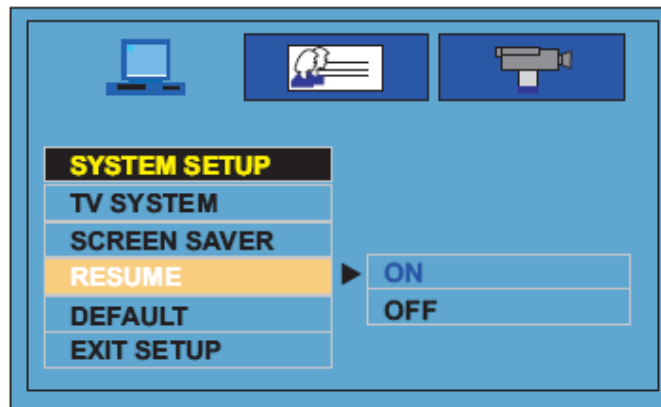 SYSTEM SETUP
TV SYSTEM
SCREEN SAVER
RESUME
ON
DEFAULT
OFF
EXIT SETUP